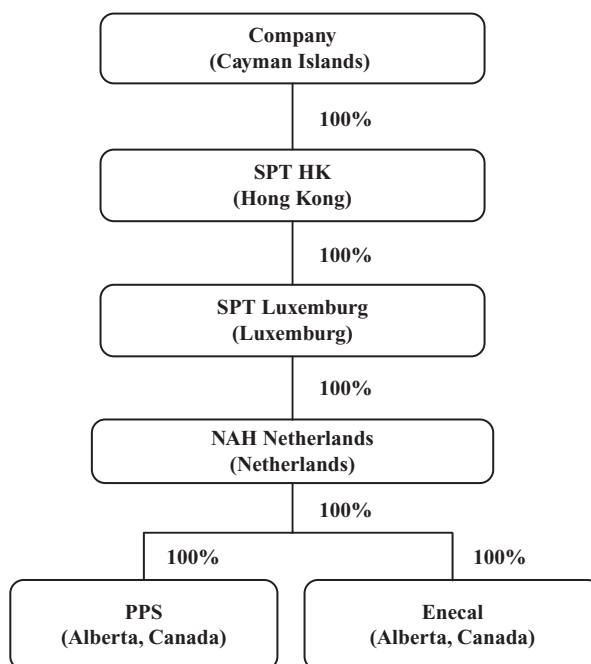 Company
(Cayman Islands)
100%
SPT HK
(Hong Kong)
100%
SPT Luxemburg
(Luxemburg)
100%
NAH Netherlands
(Netherlands)
100%
100%
100%
PPS
(Alberta, Canada)
Enecal
(Alberta, Canada)